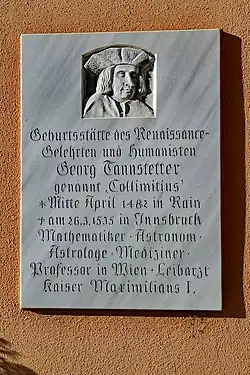 Geburtsstätte des Renaissance-
Gelehrten und Humanisten
Georg Tannstetter
genannt ‚Collimitius'
* Mitte April 1482 in Rain
+ am 26.3.1535 in Innsbruck
Mathematiker · Astronom ·
Astrologe · Mediziner ·
Professor in Wien · Leibarzt
Kaiser Maximilians I.